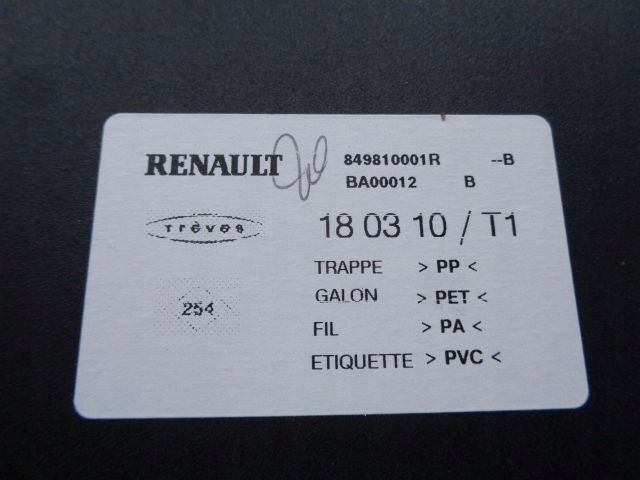 RENAULT 849810001R --B
BA00012 B
Trèves 18 03 10 / T1
TRAPPE > PP <
254 GALON > PET <
FIL > PA <
ETIQUETTE > PVC <